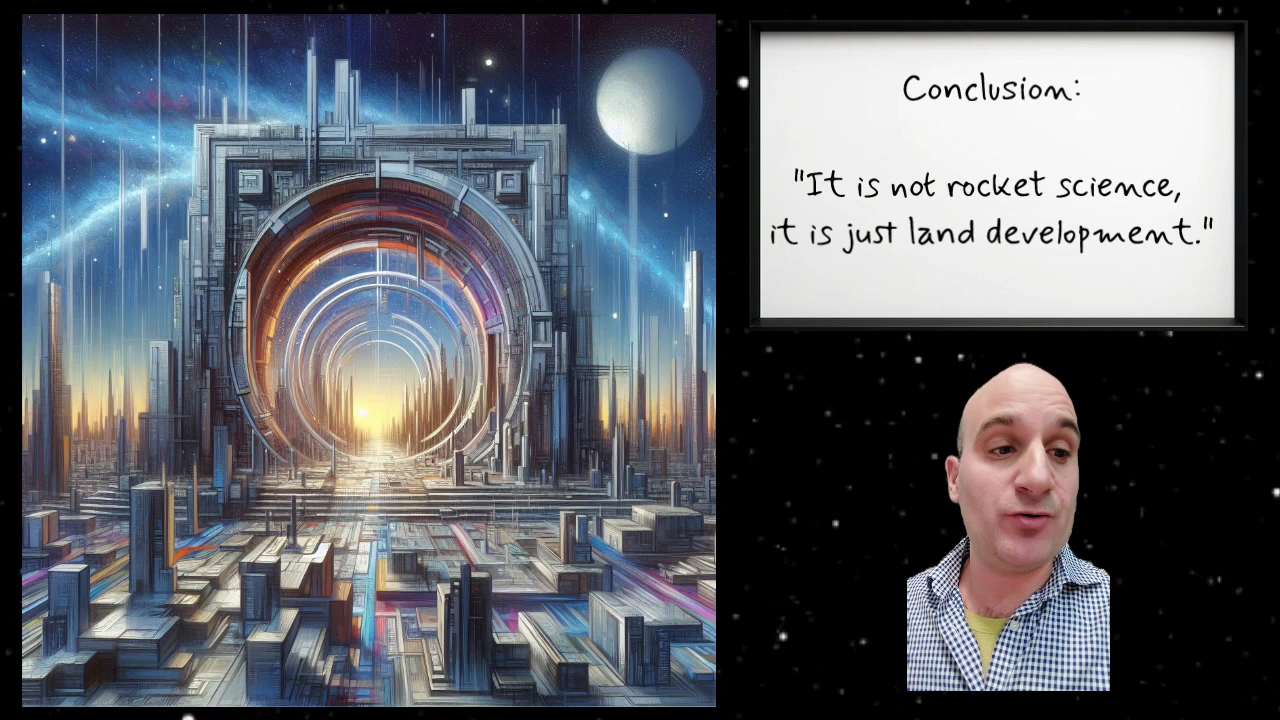 Conclusion:
"It is not rocket science,
it is just land development."